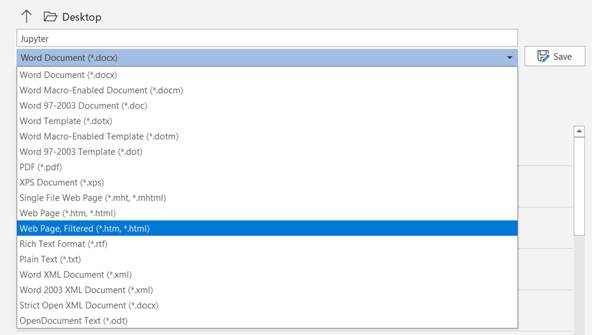 Desktop
Jupyter
Word Document (*.docx)
Save
Word Document (*.docx)
Word Macro-Enabled Document (*.docm)
Word 97-2003 Document (*.doc)
Word Template (*.dotx)
Word Macro-Enabled Template (*.dotm)
Word 97-2003 Template (*.dot)
PDF (*.pdf)
XPS Document (*.xps)
Single File Web Page (*.mht, *.mhtml)
Web Page (*.htm, *.html)
Web Page, Filtered (*.htm, *.html)
Rich Text Format (*.rtf)
Plain Text (*.txt)
Word XML Document (*.xml)
Word 2003 XML Document (*.xml)
Strict Open XML Document (*.docx)
OpenDocument Text (*.odt)